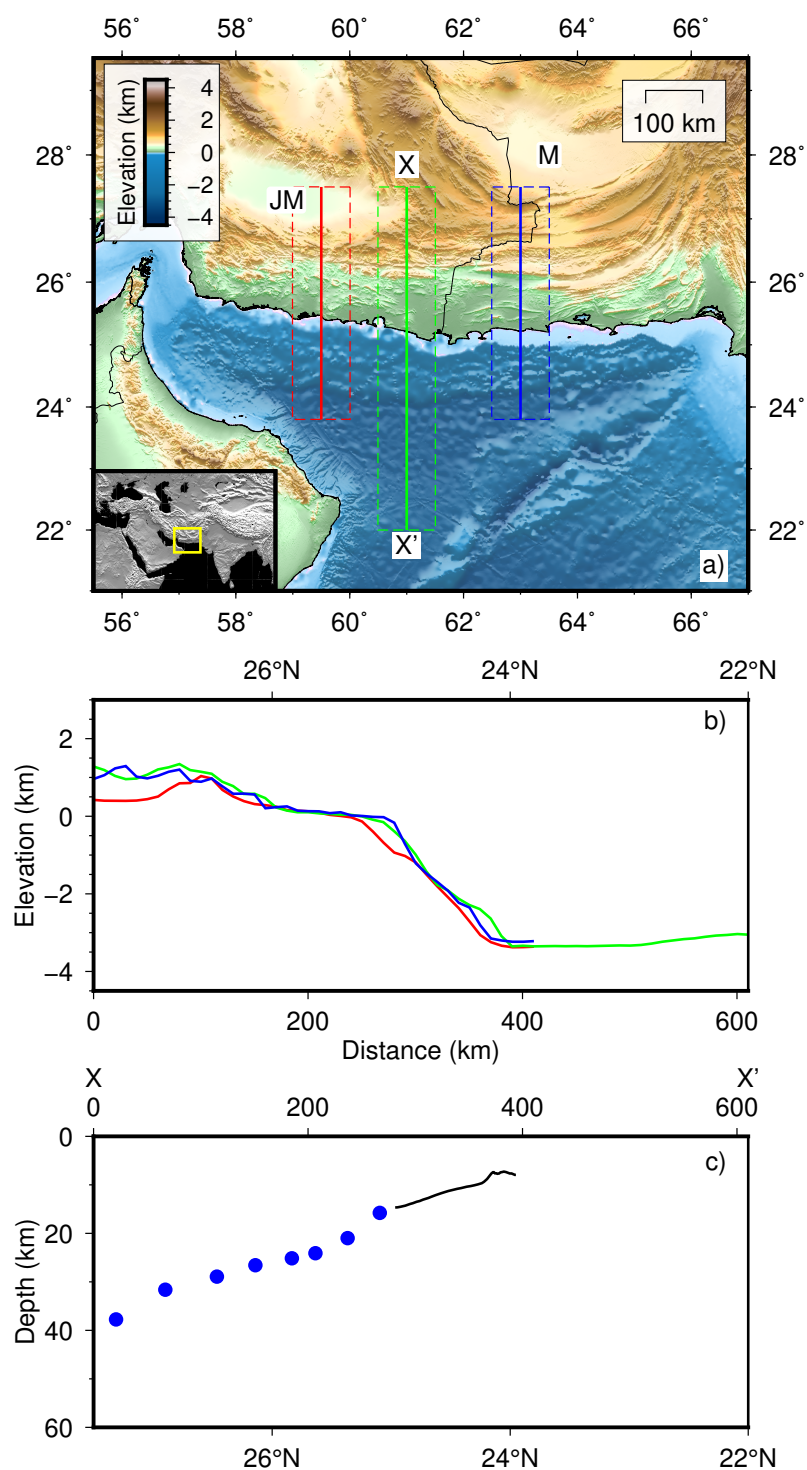 56˚ 58˚ 60˚ 62˚ 64˚ 66˚
Elevation (km)
4
2
0
−2
−4
100 km
28˚ 28˚
26˚ 26˚
24˚ 24˚
22˚ 22˚
JM X M
X’
a)
56˚ 58˚ 60˚ 62˚ 64˚ 66˚
26˚N 24˚N 22˚N
b)
Elevation (km)
2
0
−2
−4
0 200 400 600
Distance (km)
X X’
0 200 400 600
c)
Depth (km)
0
20
40
60
26˚N 24˚N 22˚N